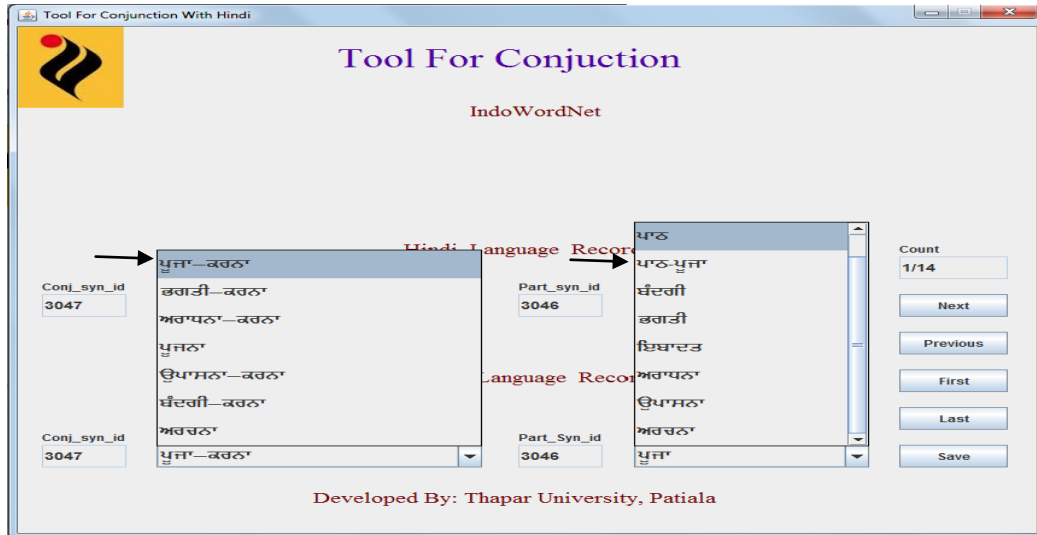 Tool For Conjunction With Hindi
Tool For Conjuction
IndoWordNet
Hindi Language Recor
ਪੂਜਾ–ਕਰਨਾ
ਭਗਤੀ–ਕਰਨਾ
ਅਰਾਧਨਾ–ਕਰਨਾ
ਪੂਜਨਾ
ਉਪਾਸਨਾ–ਕਰਨਾ
ਬੰਦਗੀ–ਕਰਨਾ
ਅਰਚਨਾ
ਪਾਠ
ਪਾਠ-ਪੂਜਾ
ਬੰਦਗੀ
ਭਗਤੀ
ਇਬਾਦਤ
ਅਰਾਧਨਾ
ਉਪਾਸਨਾ
ਅਰਚਨਾ
Count
1/14
Conj_syn_id
3047
Part_syn_id
3046
Next
Previous
Language Recor
First
Last
Conj_syn_id
3047
ਪੂਜਾ–ਕਰਨਾ
Part_Syn_id
3046
ਪੂਜਾ
Save
Developed By: Thapar University, Patiala